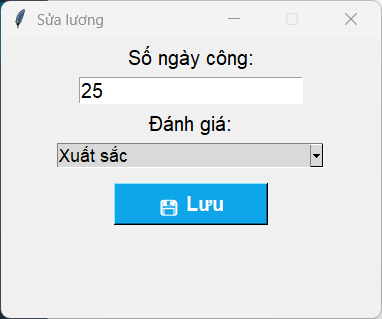 Sửa lương
Số ngày công:
25
Đánh giá:
Xuất sắc
Lưu